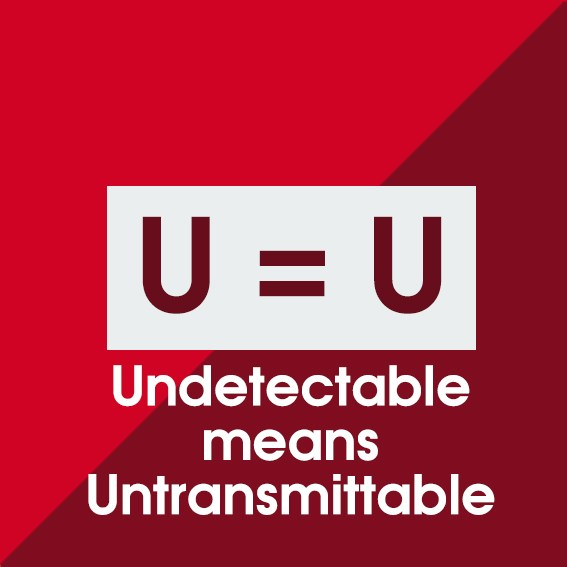 U = U
Undetectable
means
Untransmittable